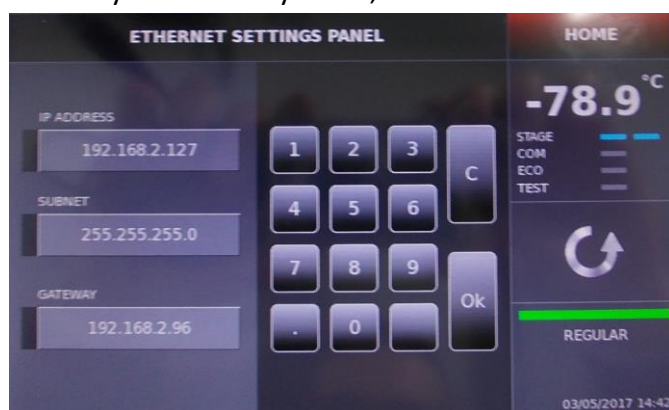 ETHERNET SETTINGS PANEL
HOME
-78.9 °C
STAGE
COM
ECO
TEST
IP ADDRESS
192.168.2.127
SUBNET
255.255.255.0
GATEWAY
192.168.2.96
1 2 3
C
4 5 6
7 8 9
Ok
. 0
REGULAR
03/05/2017 14:42